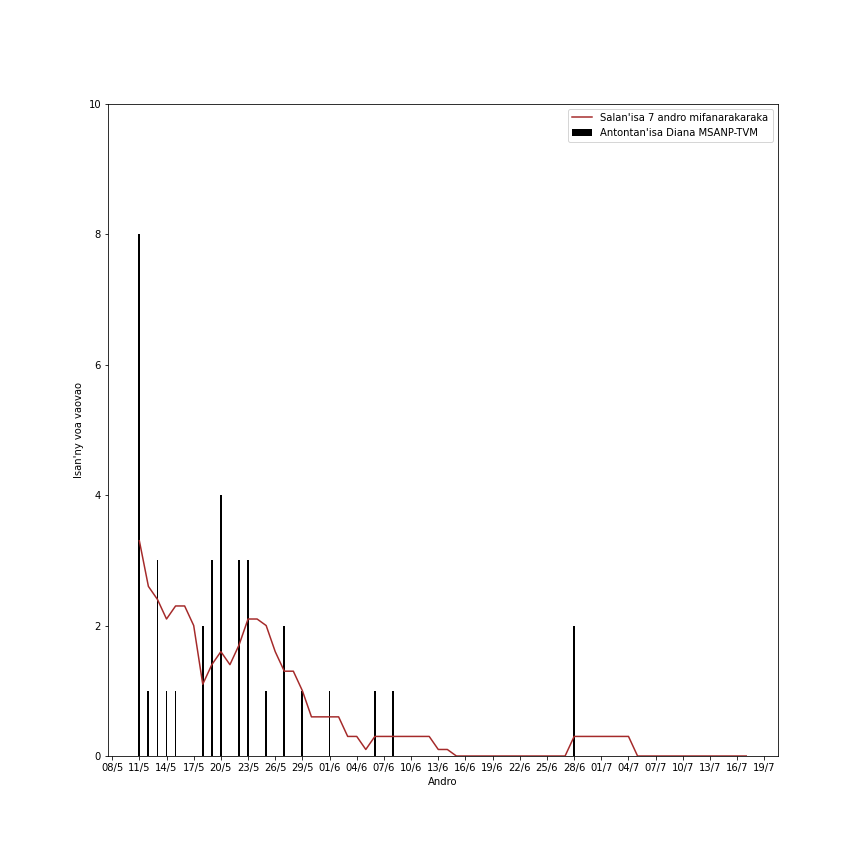 10
8
6
4
2
0
Isan'ny voa vaovao
Salan'isa 7 andro mifanarakaraka
Antontan'isa Diana MSANP-TVM
08/5 11/5 14/5 17/5 20/5 23/5 26/5 29/5 01/6 04/6 07/6 10/6 13/6 16/6 19/6 22/6 25/6 28/6 01/7 04/7 07/7 10/7 13/7 16/7 19/7
Andro